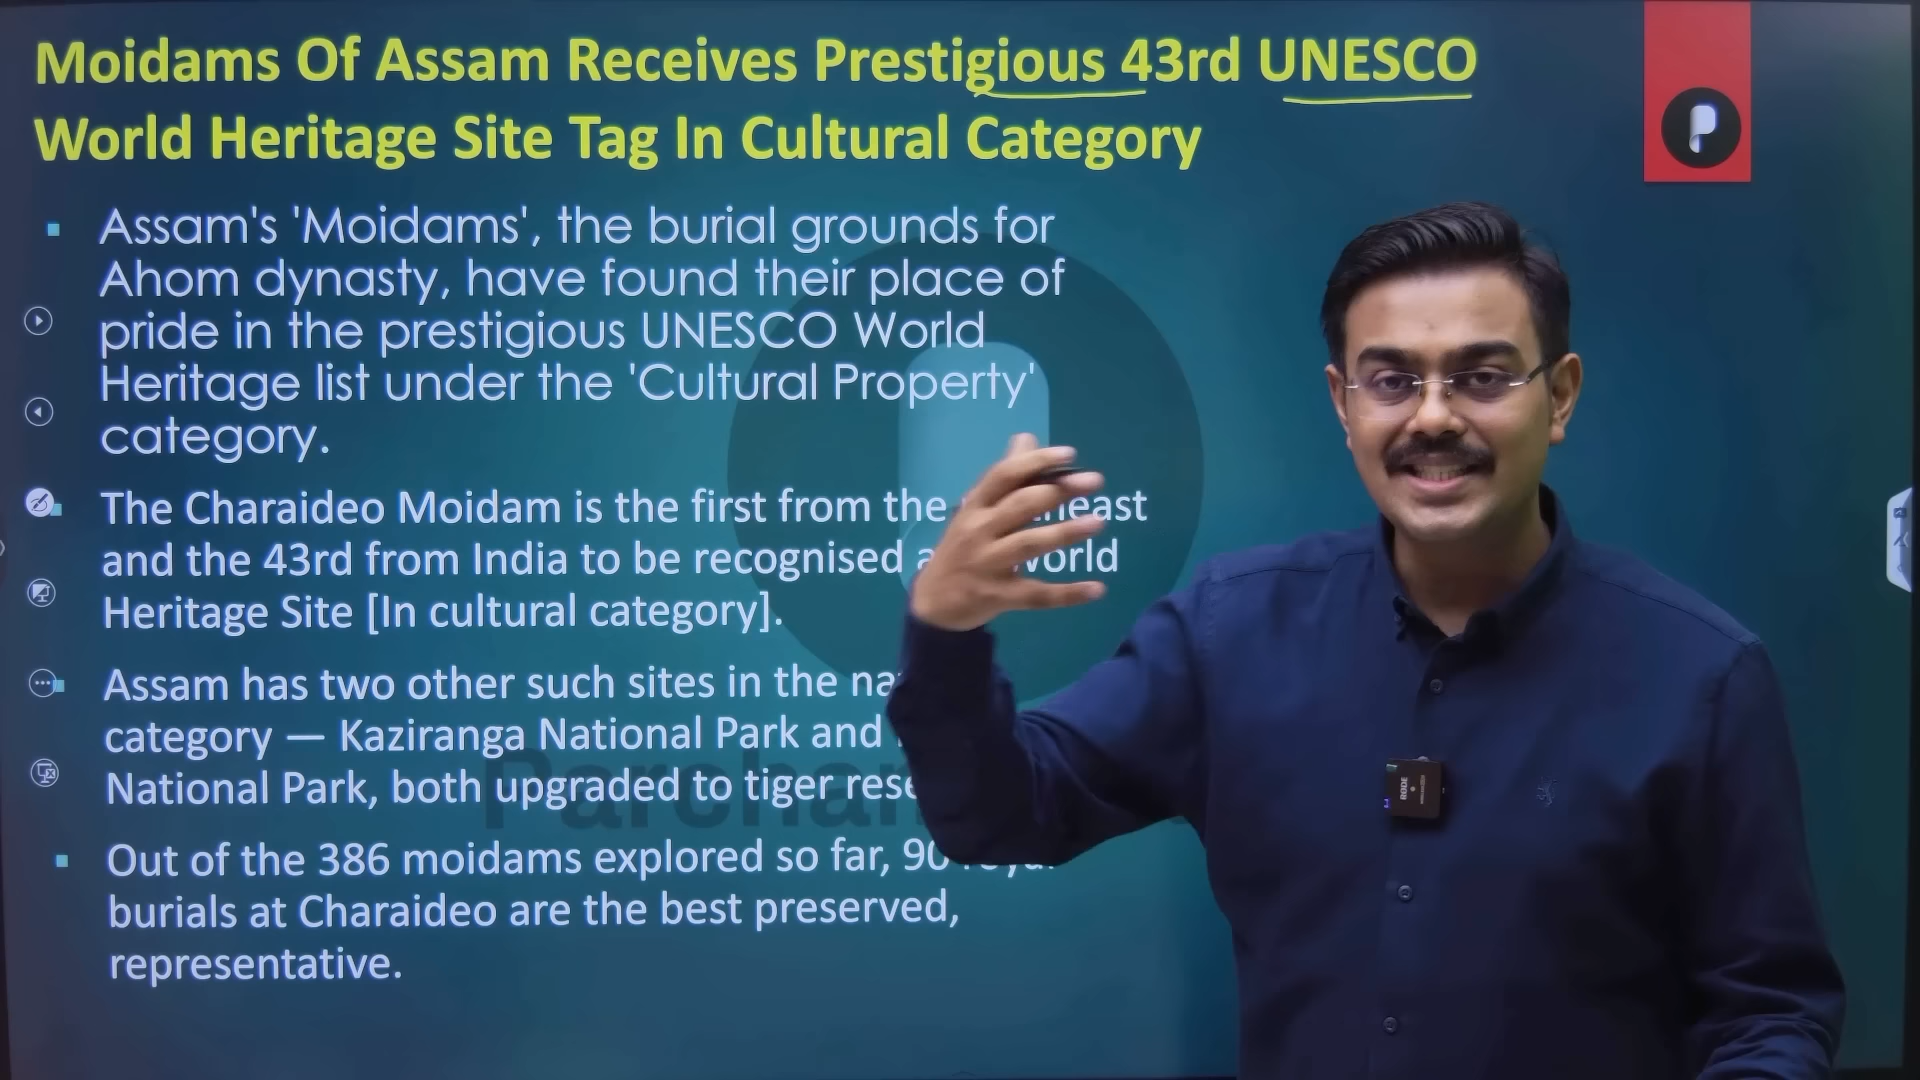 Moidams Of Assam Receives Prestigious 43rd UNESCO
World Heritage Site Tag In Cultural Category
Assam's 'Moidams', the burial grounds for
Ahom dynasty, have found their place of
pride in the prestigious UNESCO World
Heritage list under the 'Cultural Property'
category.
The Charaideo Moidam is the first from the
and the 43rd from India to be recognised
Heritage Site [In cultural category].
Assam has two other such sites in the
category — Kaziranga National Park and
National Park, both upgraded to tiger
Out of the 386 moidams explored so far, 90
burials at Charaideo are the best preserved,
representative.
RODE